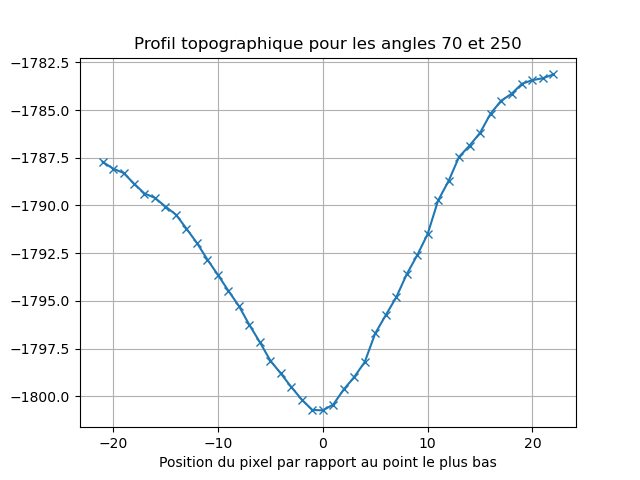 Profil topographique pour les angles 70 et 250
−1782.5
−1785.0
−1787.5
−1790.0
−1792.5
−1795.0
−1797.5
−1800.0
−20 −10 0 10 20
Position du pixel par rapport au point le plus bas